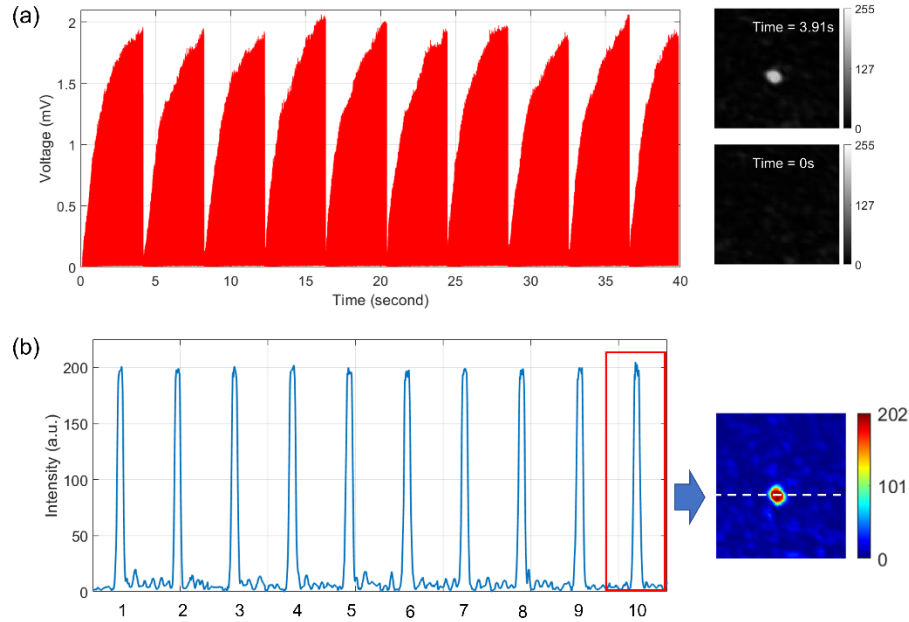 (a)
Voltage (mV)
2
1.5
1
0.5
0
0 5 10 15 20 25 30 35 40
Time (second)
Time = 3.91s
255
127
0
Time = 0s
255
127
0
(b)
Intensity (a.u.)
200
150
100
50
0
1 2 3 4 5 6 7 8 9 10
202
101
0